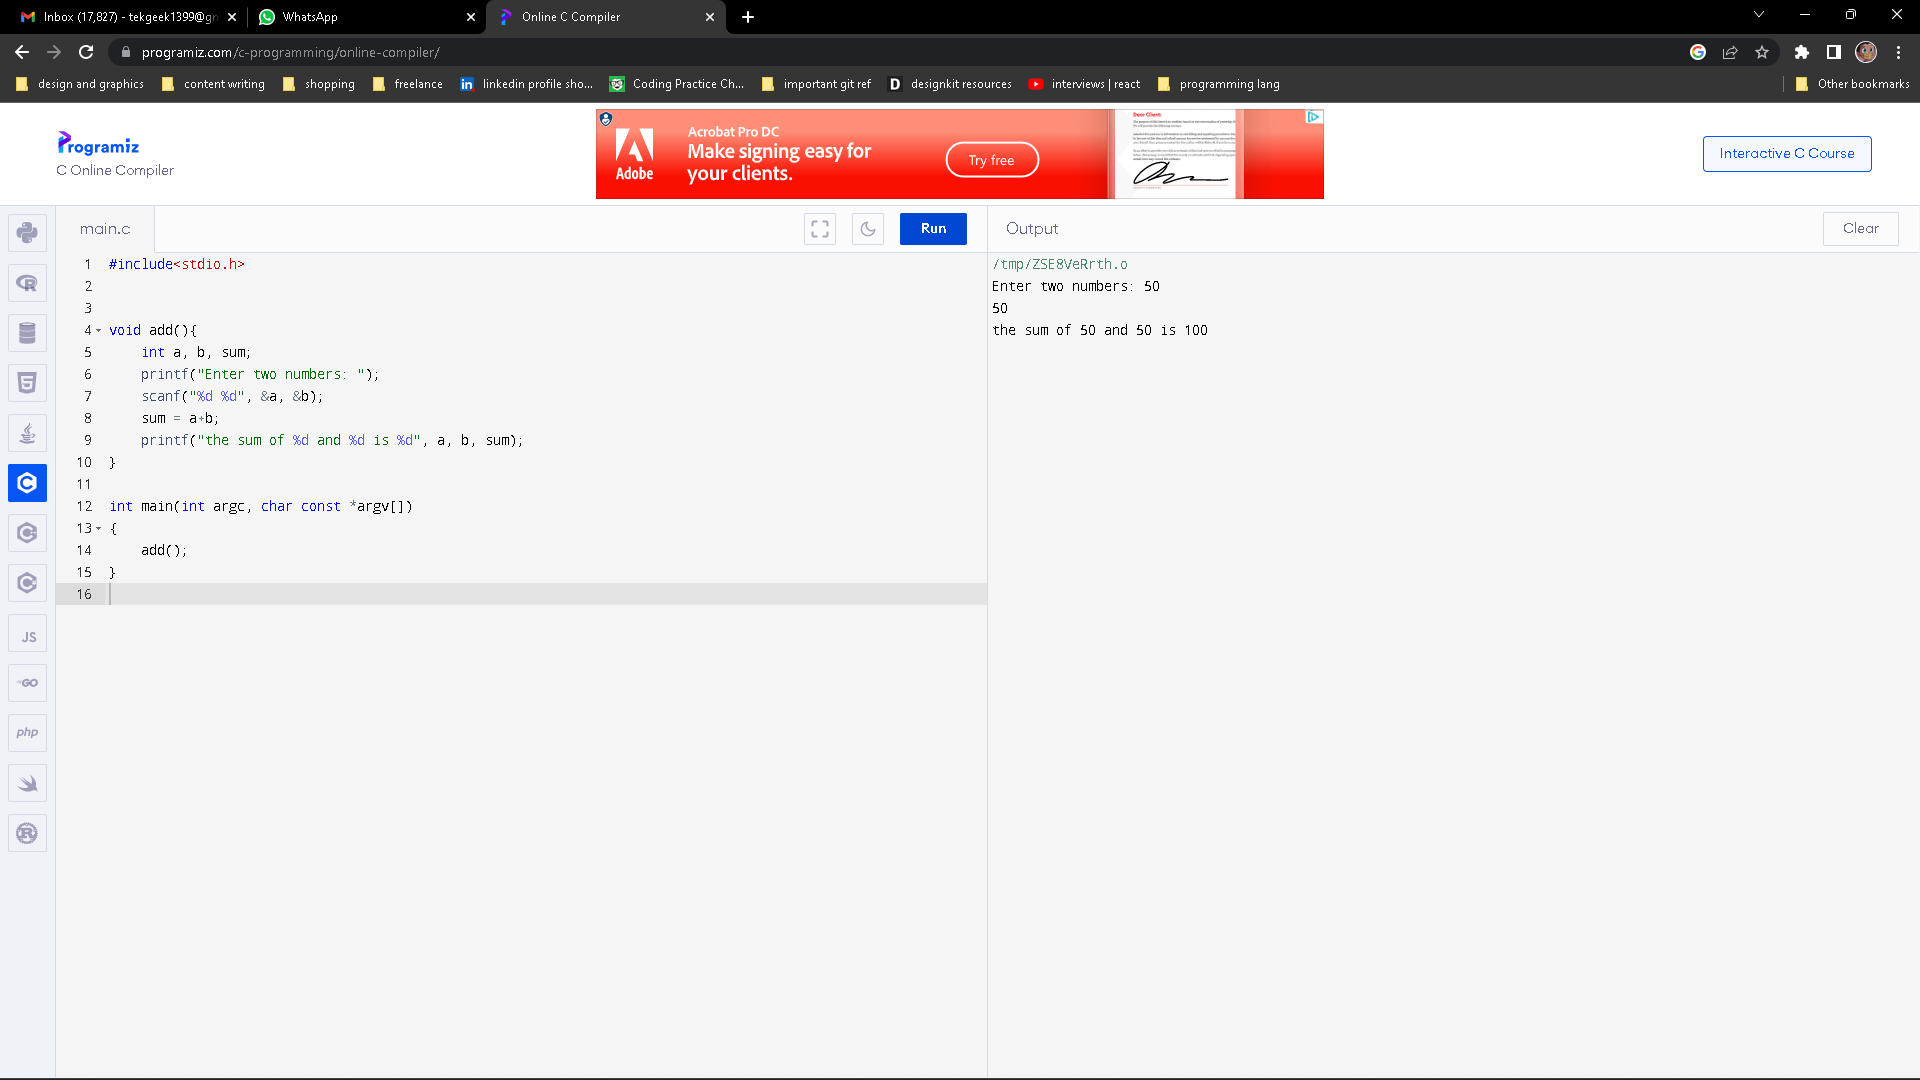 Inbox (17,827) - tekgeek1399@gm
WhatsApp
Online C Compiler
programiz.com/c-programming/online-compiler/
design and graphics
content writing
shopping
freelance
linkedin profile sho...
Coding Practice Ch...
important git ref
designkit resources
interviews | react
programming lang
Other bookmarks
Programiz
C Online Compiler
Adobe
Acrobat Pro DC
Make signing easy for
your clients.
Try free
Dear Client:
Interactive C Course
main.c
Run
Output
Clear
1 #include<stdio.h>
2
3
4 void add(){
5 int a, b, sum;
6 printf("Enter two numbers: ");
7 scanf("%d %d", &a, &b);
8 sum = a+b;
9 printf("the sum of %d and %d is %d", a, b, sum);
10 }
11
12 int main(int argc, char const *argv[])
13 {
14 add();
15 }
16
/tmp/ZSE8VeRrth.o
Enter two numbers: 50
50
the sum of 50 and 50 is 100
JS
GO
php